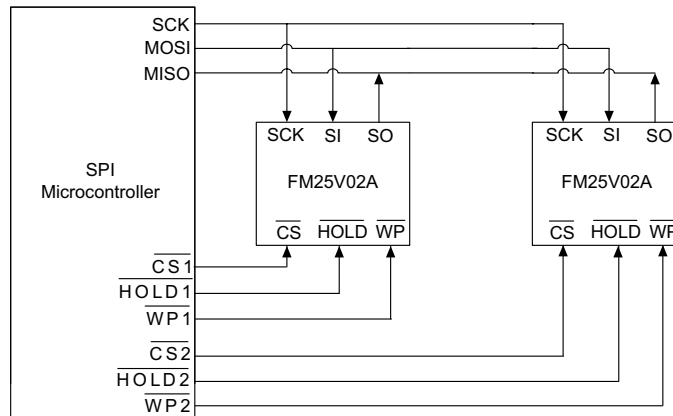 SCK
MOSI
MISO
SCK SI SO
SCK SI SO
FM25V02A
FM25V02A
SPI
Microcontroller
CS HOLD WP
CS HOLD WP
CS1
HOLD1
WP1
CS2
HOLD2
WP2